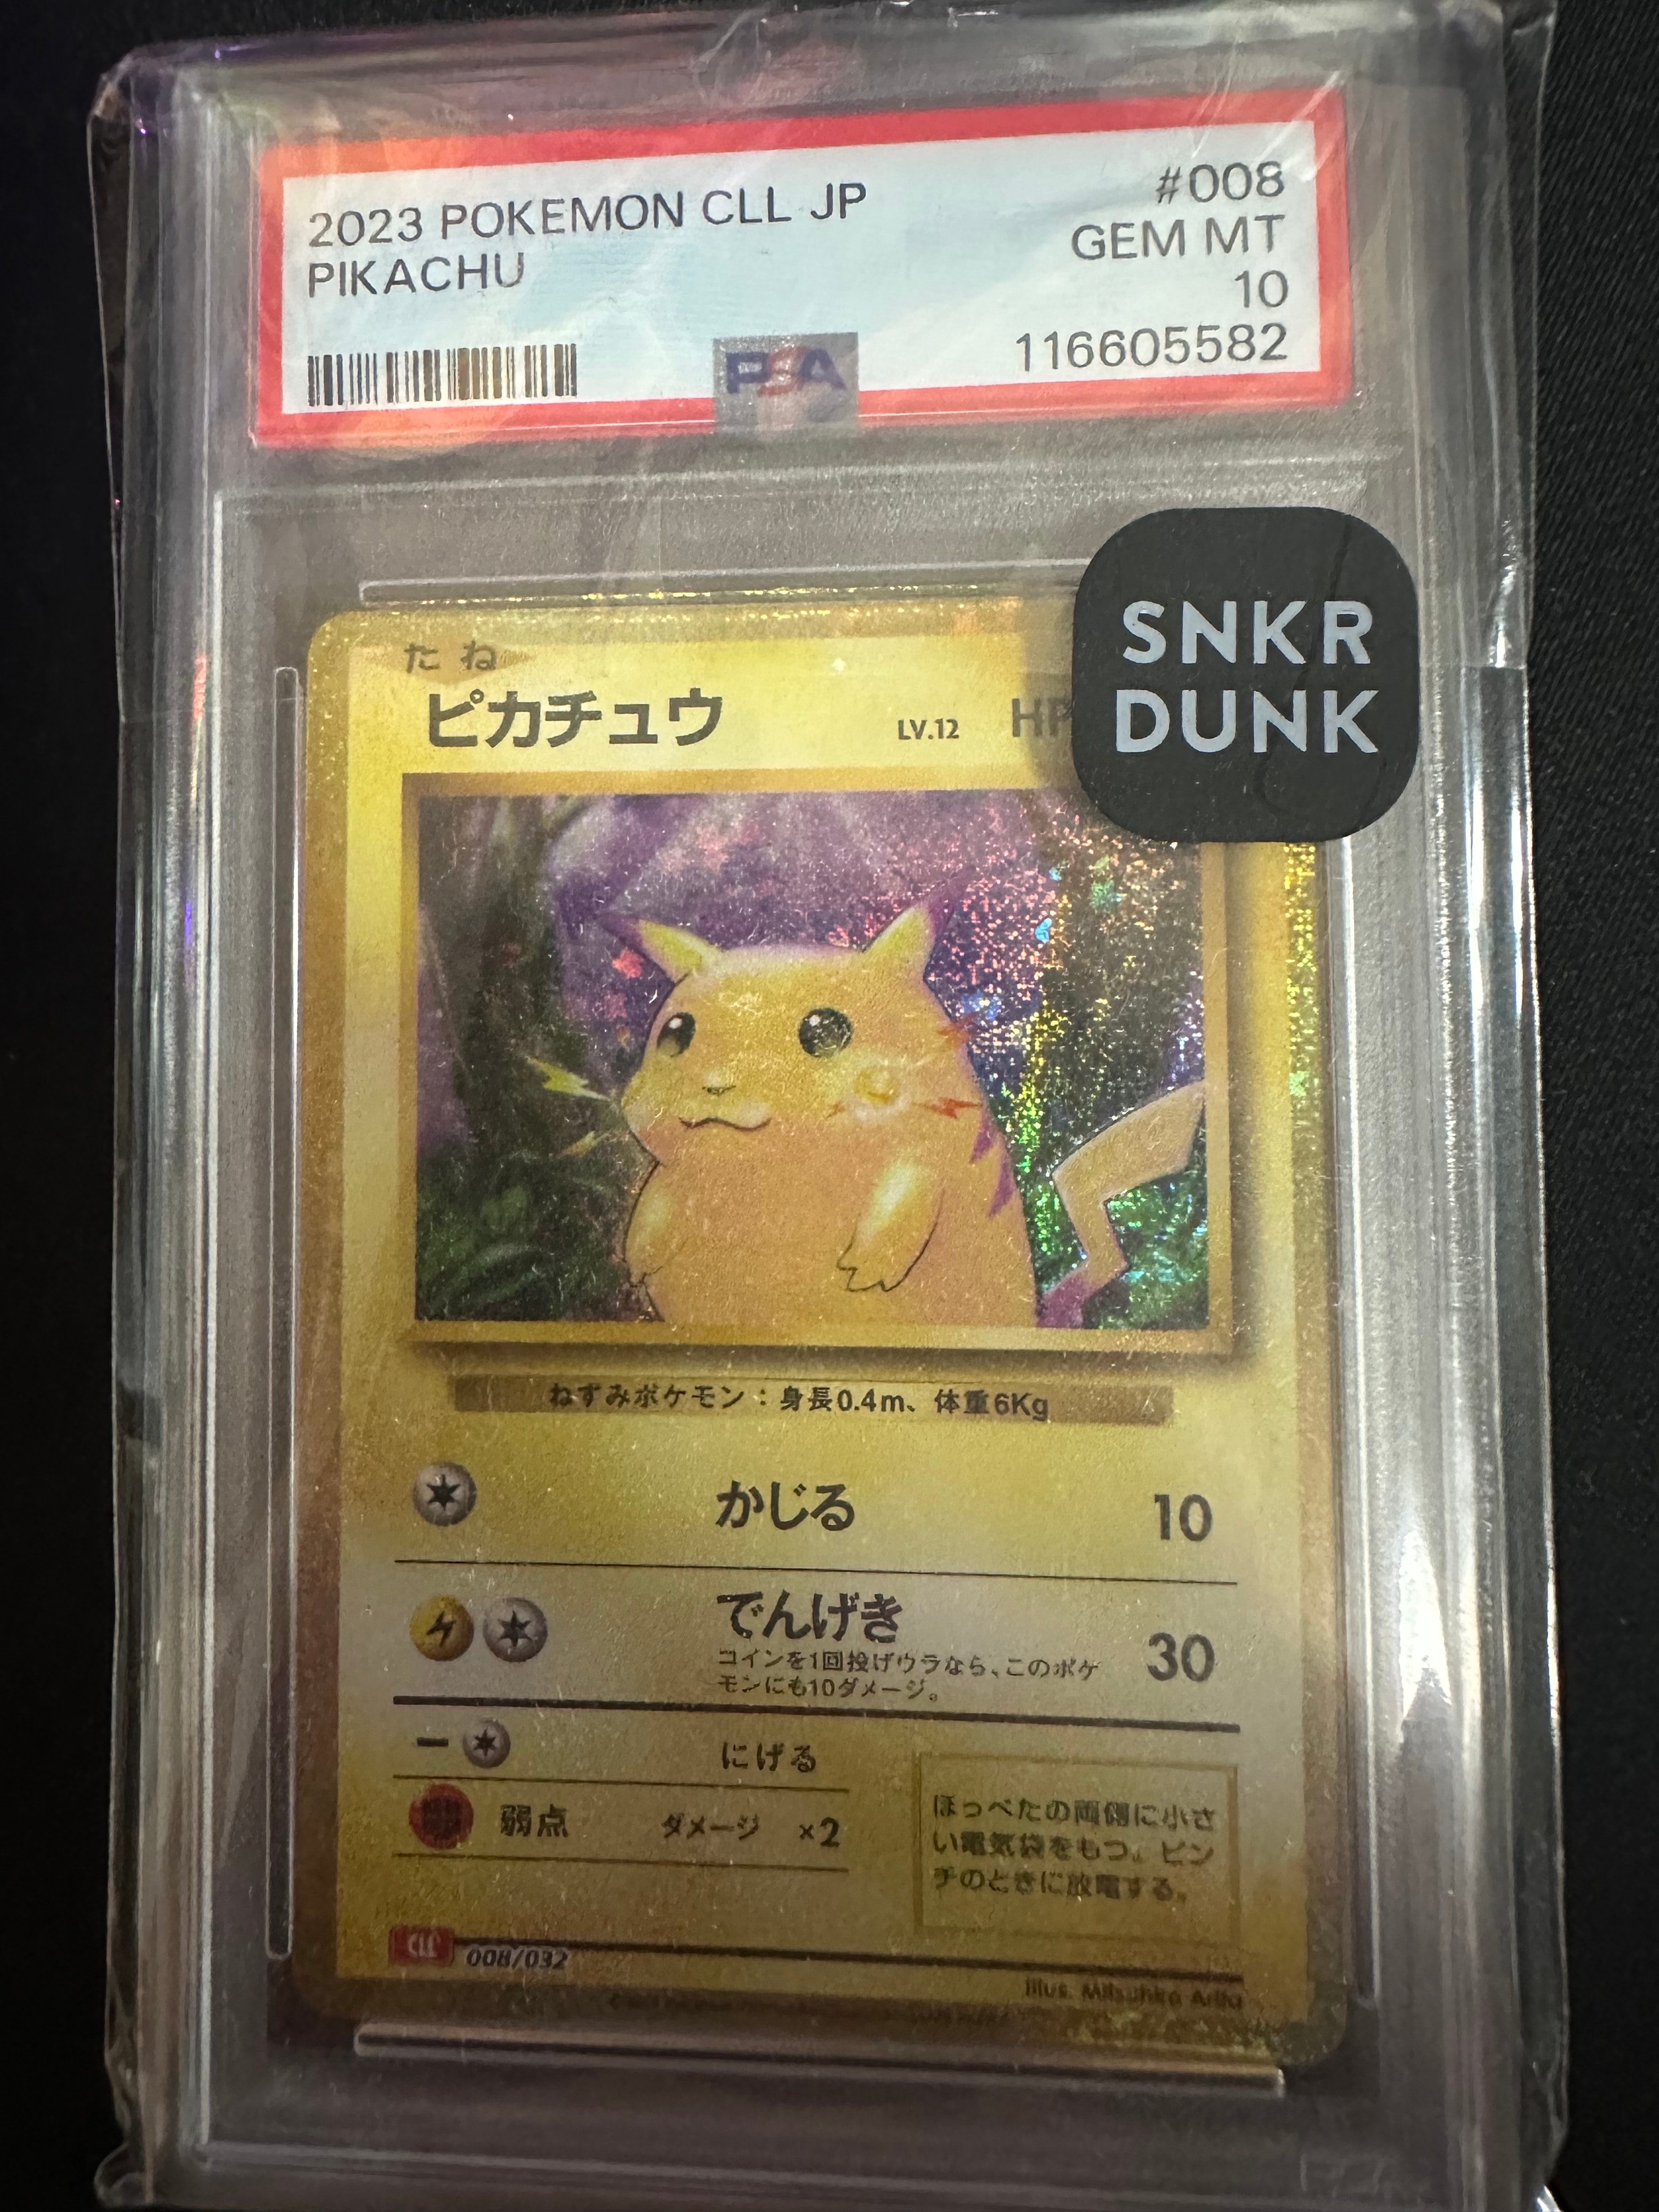 2023 POKEMON CLL JP #008
PIKACHU GEM MT
10
PSA 116605582
SNKR
DUNK
たね
ピカチュウ LV.12 HP
ねずみポケモン：身長0.4m、体重6Kg
かじる 10
でんげき 30
コインを1回投げウラなら、このポケ
モンにも10ダメージ。
にげる
弱点 ダメージ ×2
ほっぺたの両側に小さ
い電気袋をもつ。ピン
チのときに放電する。
CLL 008/032
Illus. Mitsuhiro Arita